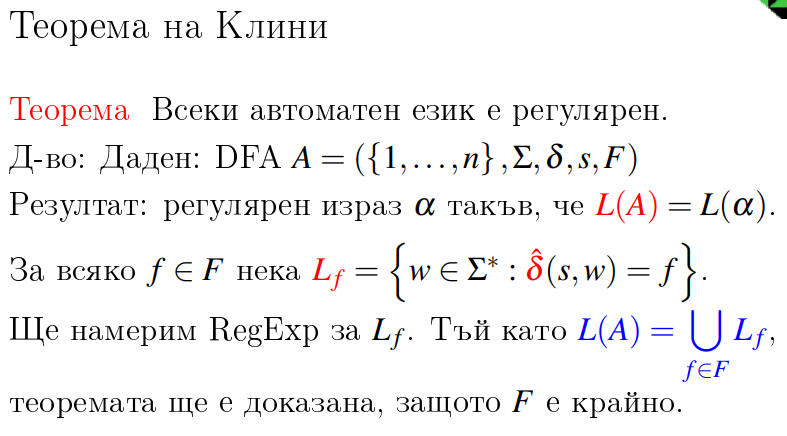 Теорема на Клини
Теорема Всеки автоматен език е регулярен.
Д-во: Даден: DFA A = ({1,…,n},Σ,δ,s,F)
Резултат: регулярен израз α такъв, че L(A) = L(α).
За всяко f ∈ F нека L_f = {w ∈ Σ* : δ̂(s,w) = f}.
Ще намерим RegExp за L_f. Тъй като L(A) = ⋃_{f∈F} L_f,
теоремата ще е доказана, защото F е крайно.